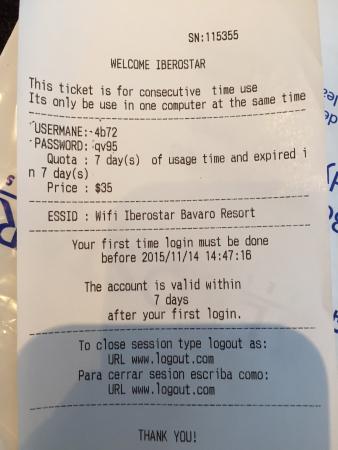 SN:115355
WELCOME IBEROSTAR
This ticket is for consecutive time use
Its only be use in one computer at the same time
USERMANE: 4b72
PASSWORD: qv95
Quota : 7 day(s) of usage time and expired i
n 7 day(s)
Price : $35
ESSID : Wifi Iberostar Bavaro Resort
Your first time login must be done
before 2015/11/14 14:47:16
The account is valid within
7 days
after your first login.
To close session type logout as:
URL www.logout.com
Para cerrar sesion escriba como:
URL www.logout.com
THANK YOU!